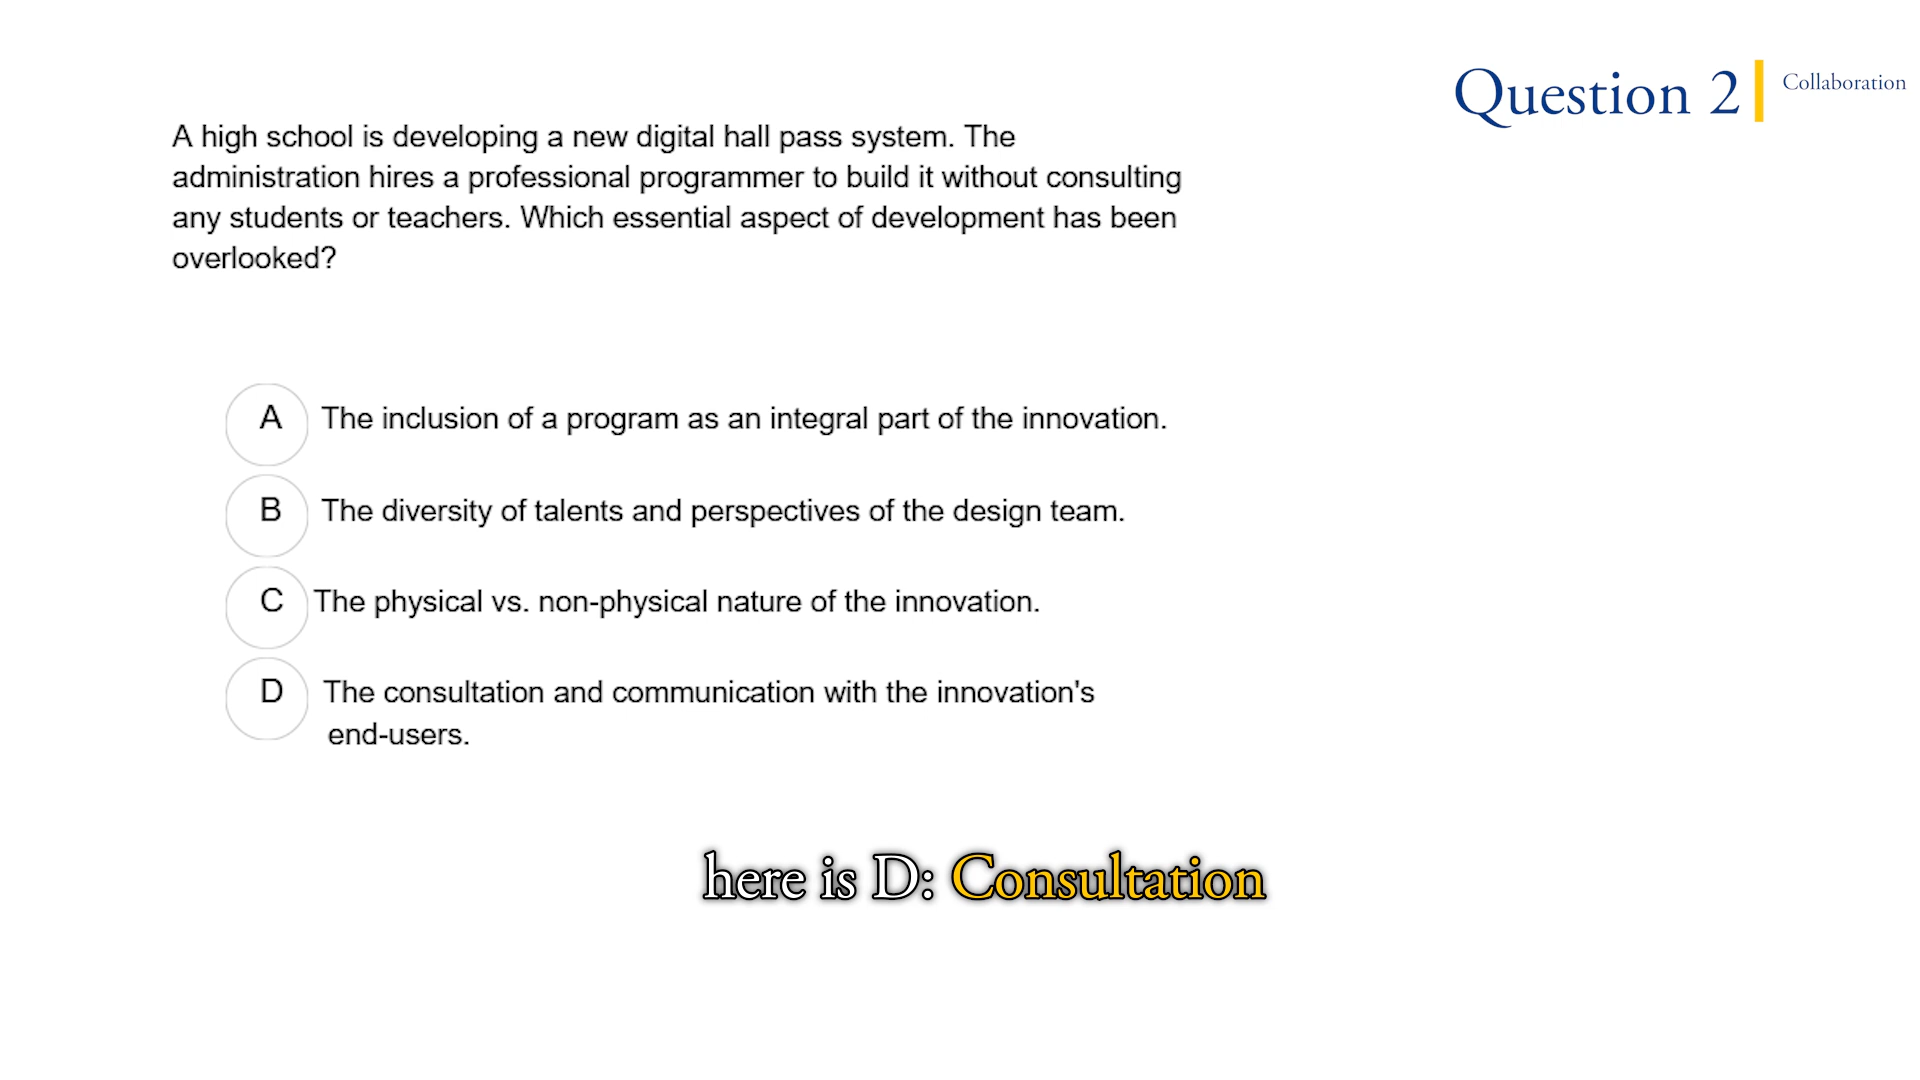 Question 2
Collaboration
A high school is developing a new digital hall pass system. The
administration hires a professional programmer to build it without consulting
any students or teachers. Which essential aspect of development has been
overlooked?
A The inclusion of a program as an integral part of the innovation.
B The diversity of talents and perspectives of the design team.
C The physical vs. non-physical nature of the innovation.
D The consultation and communication with the innovation's
end-users.
here is D: Consultation